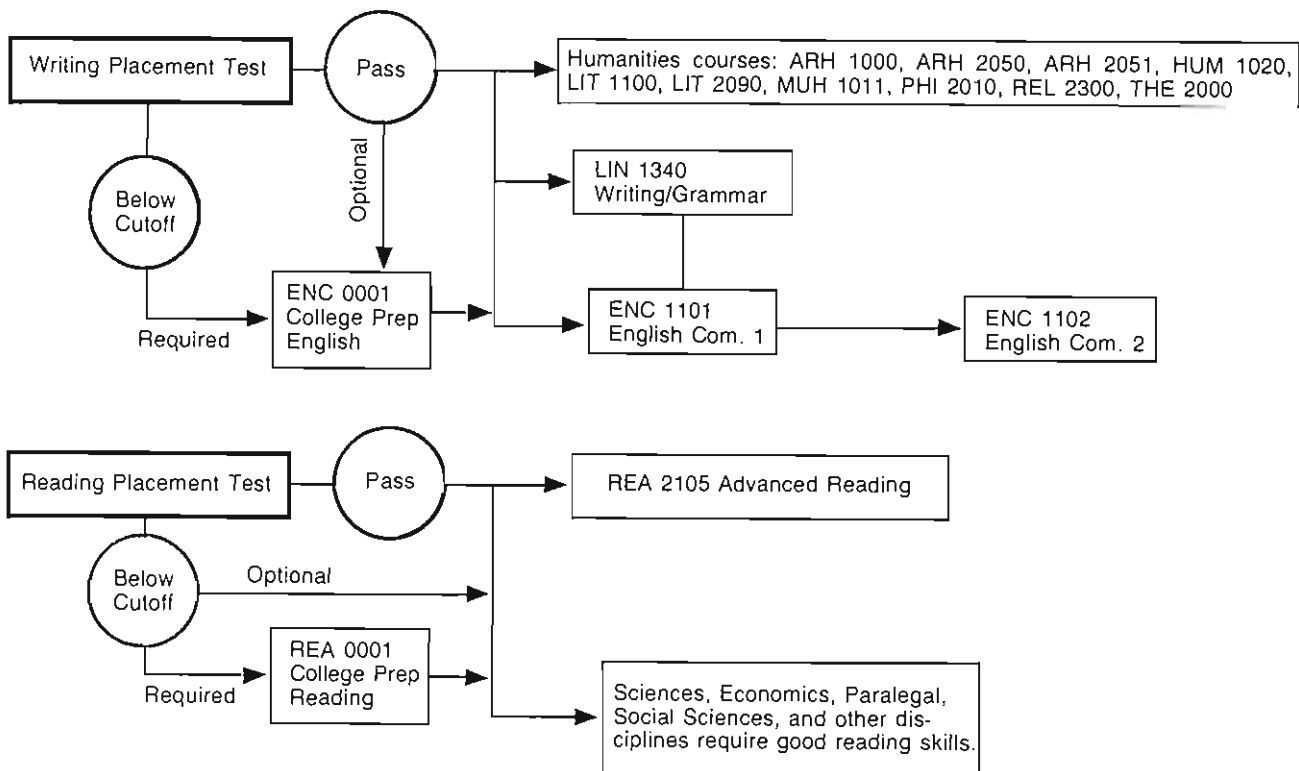 Writing Placement Test
Pass
Humanities courses: ARH 1000, ARH 2050, ARH 2051, HUM 1020,
LIT 1100, LIT 2090, MUH 1011, PHI 2010, REL 2300, THE 2000
Optional
LIN 1340
Writing/Grammar
Below
Cutoff
Required
ENC 0001
College Prep
English
ENC 1101
English Com. 1
ENC 1102
English Com. 2
Reading Placement Test
Pass
REA 2105 Advanced Reading
Below
Cutoff
Optional
Required
REA 0001
College Prep
Reading
Sciences, Economics, Paralegal,
Social Sciences, and other dis-
ciplines require good reading skills.